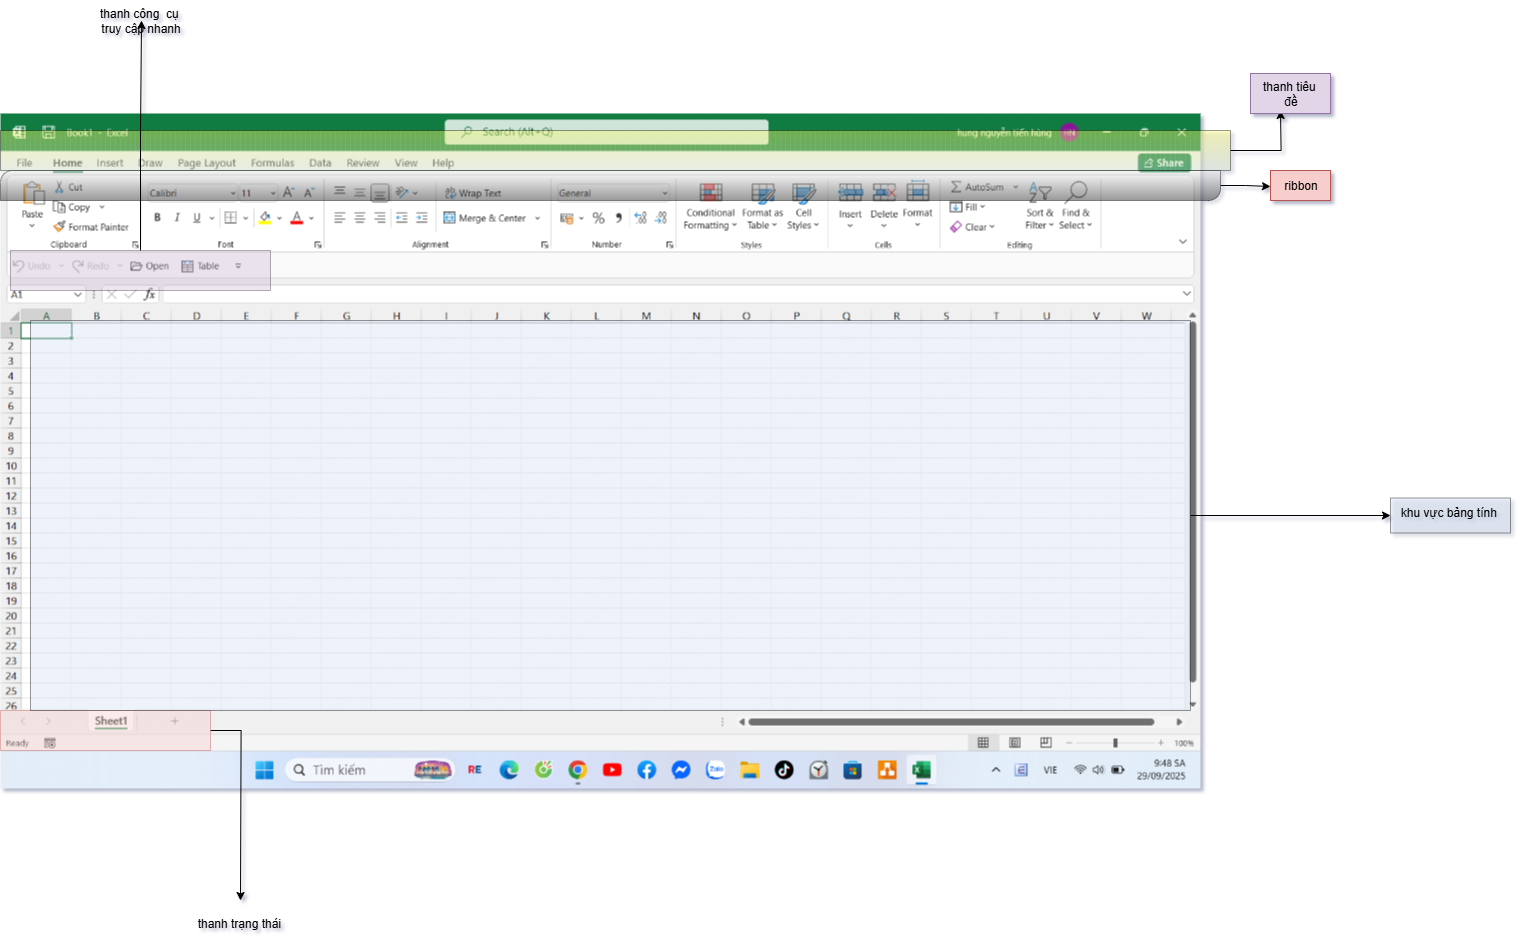 thanh công  cụ
truy cập nhanh
thanh tiêu
đề
Book1 - Excel
Search (Alt+Q)
hung nguyễn tiến hùng
HN
File Home Insert Draw Page Layout Formulas Data Review View Help
Share
ribbon
Paste
Cut
Copy
Format Painter
Clipboard
Calibri 11 A^ A˅
B I U A
Font
Wrap Text
Merge & Center
Alignment
General
% ,
Number
Conditional
Formatting
Format as
Table
Cell
Styles
Styles
Insert Delete Format
Cells
AutoSum
Fill
Clear
Sort &
Filter
Find &
Select
Editing
Undo Redo Open Table
A1 fx
A B C D E F G H I J K L M N O P Q R S T U V W
1
2
3
4
5
6
7
8
9
10
11
12
13
14
15
16
17
18
19
20
21
22
23
24
25
26
khu vực bảng tính
Sheet1 +
Ready
- + 100%
Tìm kiếm
RE
Zalo
VIE
9:48 SA
29/09/2025
thanh trạng thái